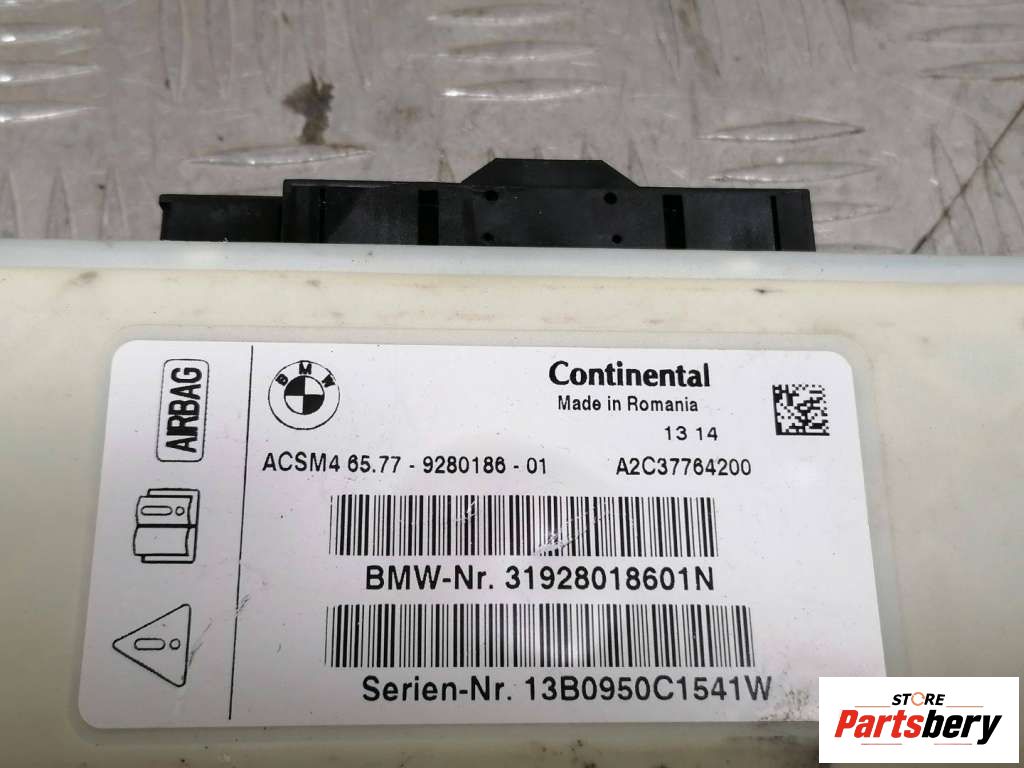 AIRBAG
BMW
Continental
Made in Romania
13 14
ACSM4 65.77 - 9280186 - 01 A2C37764200
BMW-Nr. 31928018601N
Serien-Nr. 13B0950C1541W
STORE
Partsbery